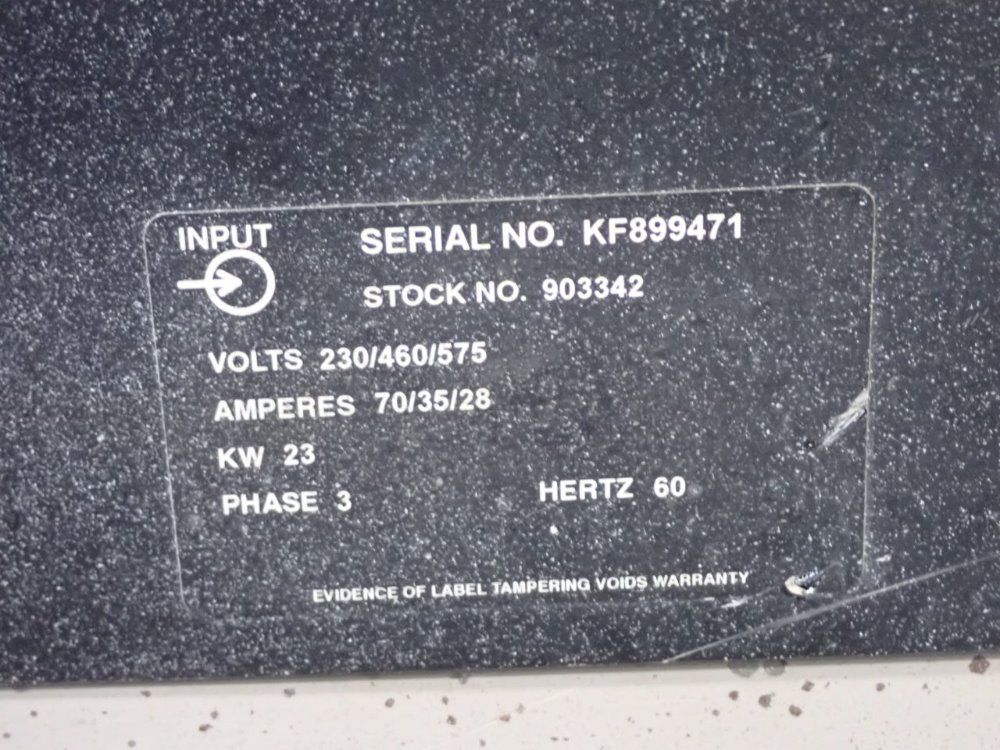 INPUT
SERIAL NO. KF899471
STOCK NO. 903342
VOLTS 230/460/575
AMPERES 70/35/28
KW 23
PHASE 3 HERTZ 60
EVIDENCE OF LABEL TAMPERING VOIDS WARRANTY